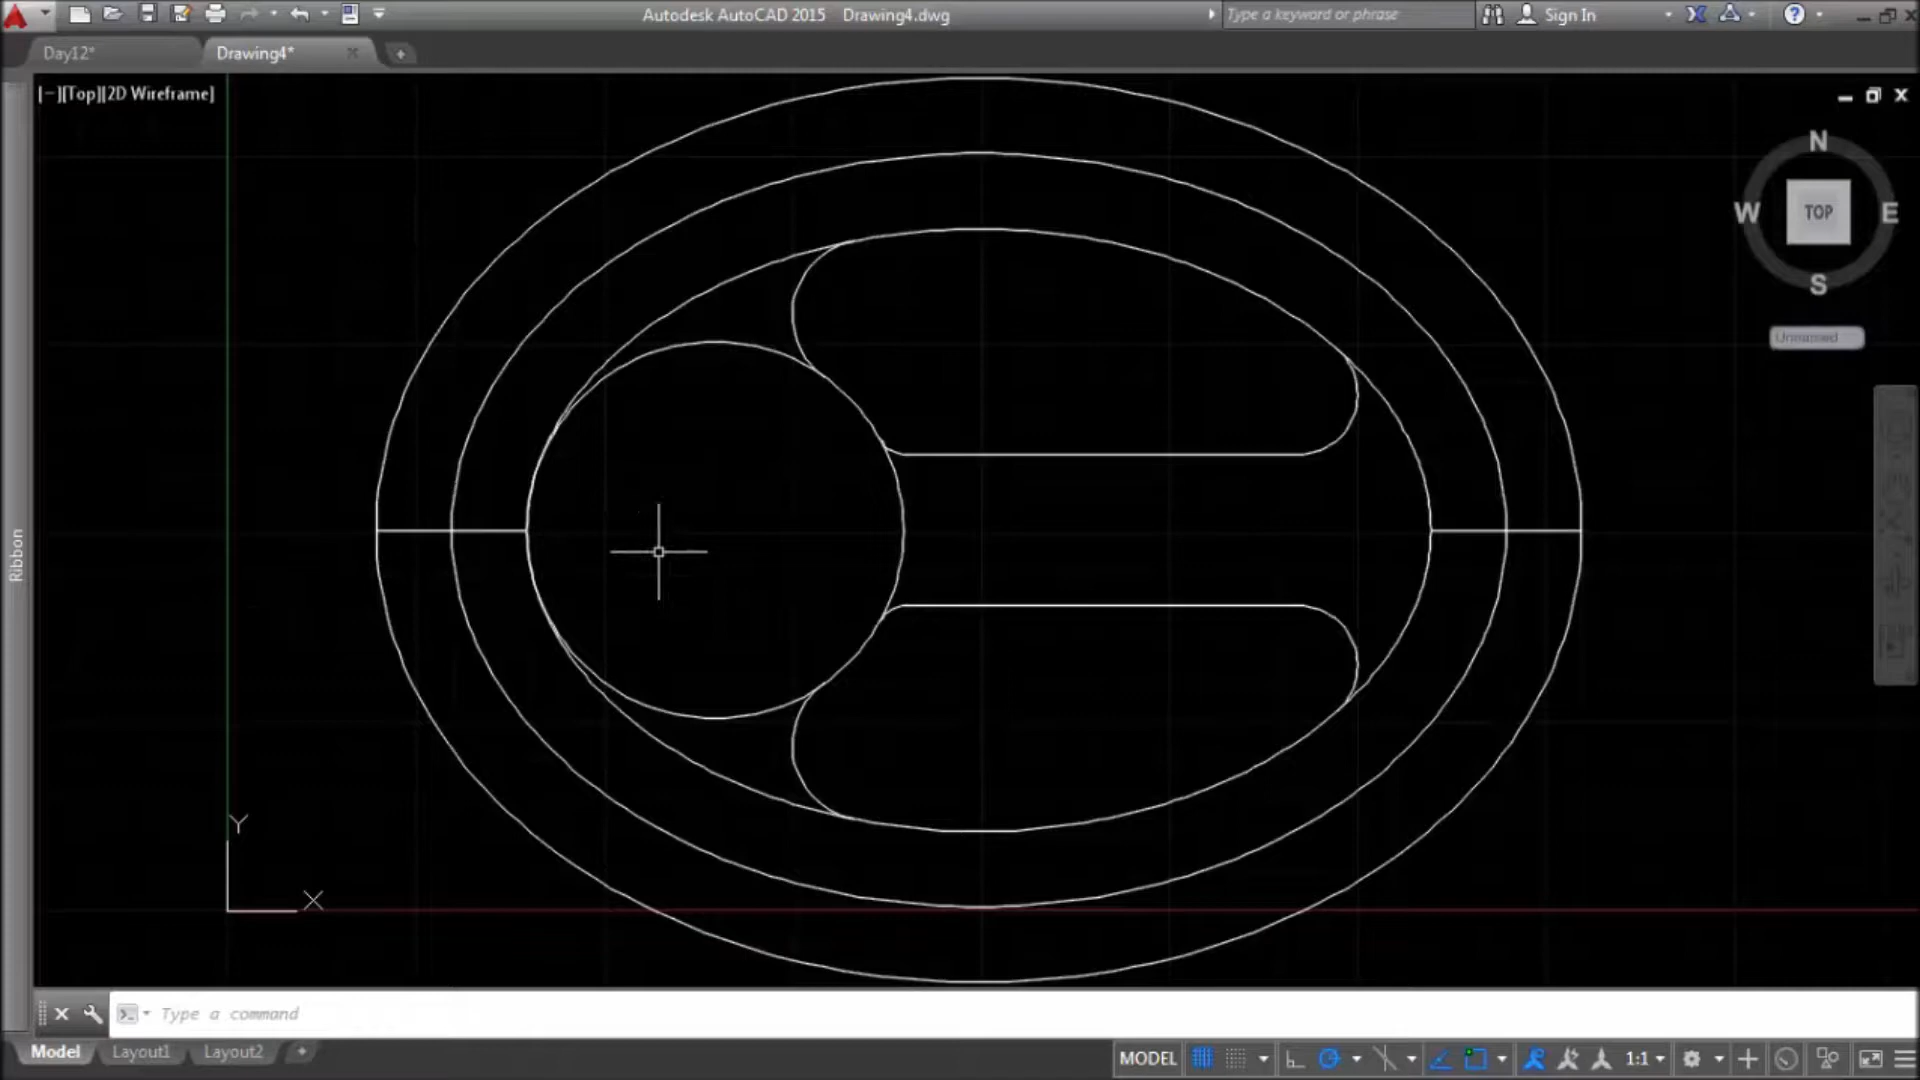 Autodesk AutoCAD 2015 Drawing4.dwg
Type a keyword or phrase
Sign In
Day12*
Drawing4*
[−][Top][2D Wireframe]
N
W
TOP
E
S
Unnamed
Ribbon
Y
X
Type a command
Model
Layout1
Layout2
MODEL
1:1